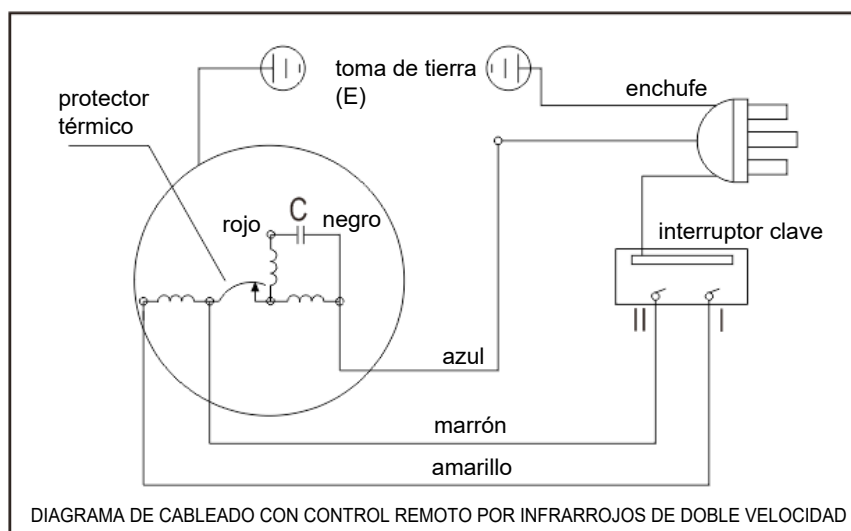 toma de tierra
(E)
enchufe
protector
térmico
rojo
C
negro
interruptor clave
II
I
azul
marrón
amarillo
DIAGRAMA DE CABLEADO CON CONTROL REMOTO POR INFRARROJOS DE DOBLE VELOCIDAD